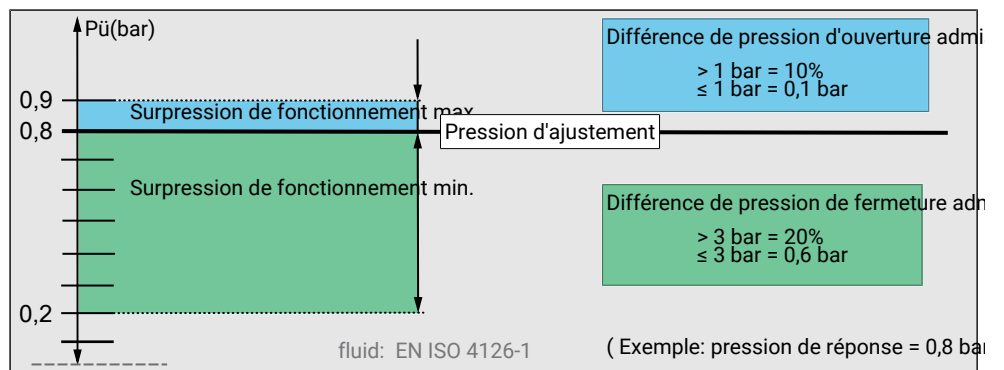 Pü(bar)
Différence de pression d'ouverture admi
> 1 bar = 10%
≤ 1 bar = 0,1 bar
0,9
Surpression de fonctionnement max
0,8
Pression d'ajustement
Surpression de fonctionnement min.
Différence de pression de fermeture adm
> 3 bar = 20%
≤ 3 bar = 0,6 bar
0,2
fluid: EN ISO 4126-1
( Exemple: pression de réponse = 0,8 bar